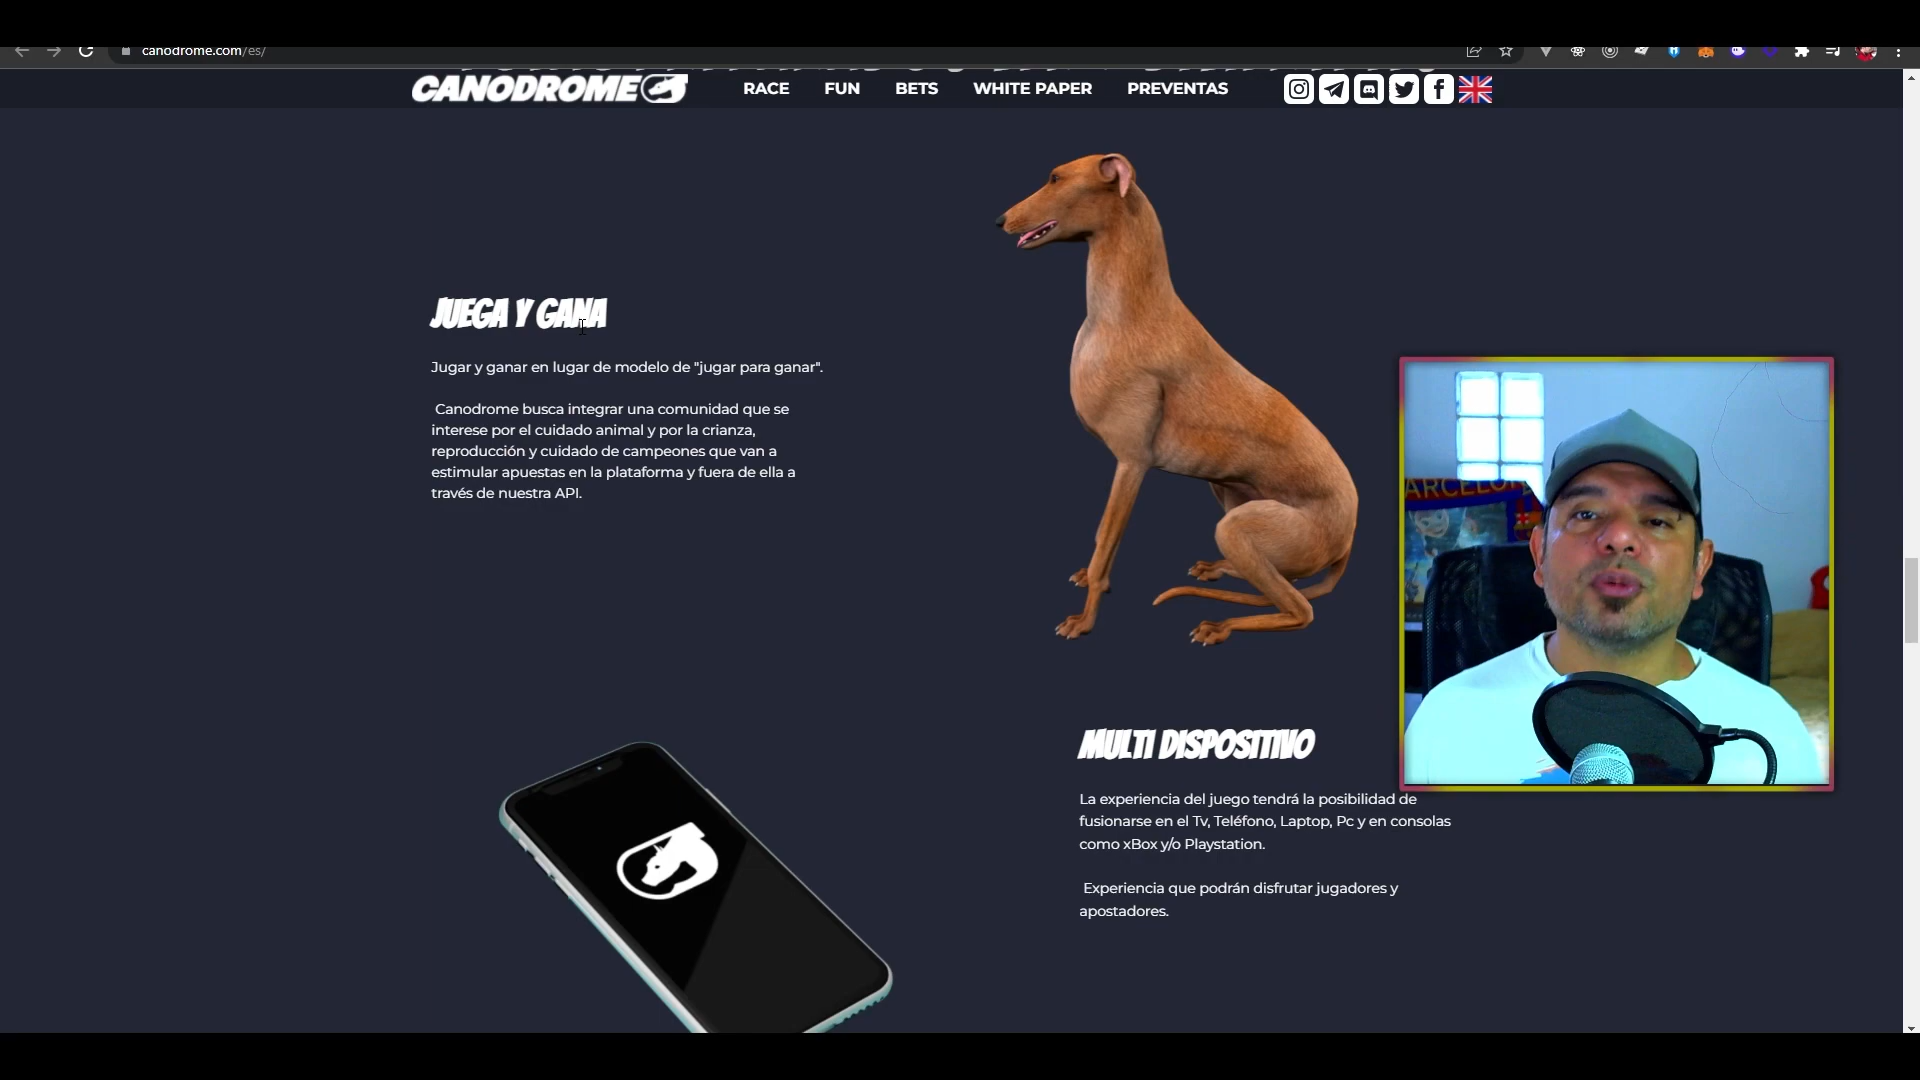 canodrome.com/es/
CANODROME
RACE
FUN
BETS
WHITE PAPER
PREVENTAS
JUEGA Y GANA
Jugar y ganar en lugar de modelo de "jugar para ganar".
Canodrome busca integrar una comunidad que se
interese por el cuidado animal y por la crianza,
reproducción y cuidado de campeones que van a
estimular apuestas en la plataforma y fuera de ella a
través de nuestra API.
ARCELO
MULTI DISPOSITIVO
La experiencia del juego tendrá la posibilidad de
fusionarse en el Tv, Teléfono, Laptop, Pc y en consolas
como xBox y/o Playstation.
Experiencia que podrán disfrutar jugadores y
apostadores.